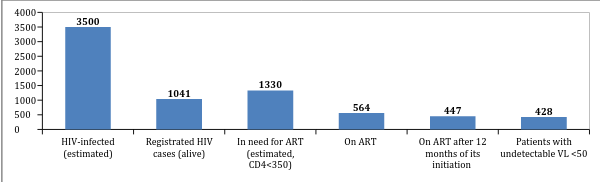 4000
3500
3000
2500
2000
1500
1000
500
0
3500
1041
1330
564
447
428
HIV-infected
(estimated)
Registrated HIV
cases (alive)
In need for ART
(estimated,
CD4<350)
On ART
On ART after 12
months of its
initiation
Patients with
undetectable VL <50